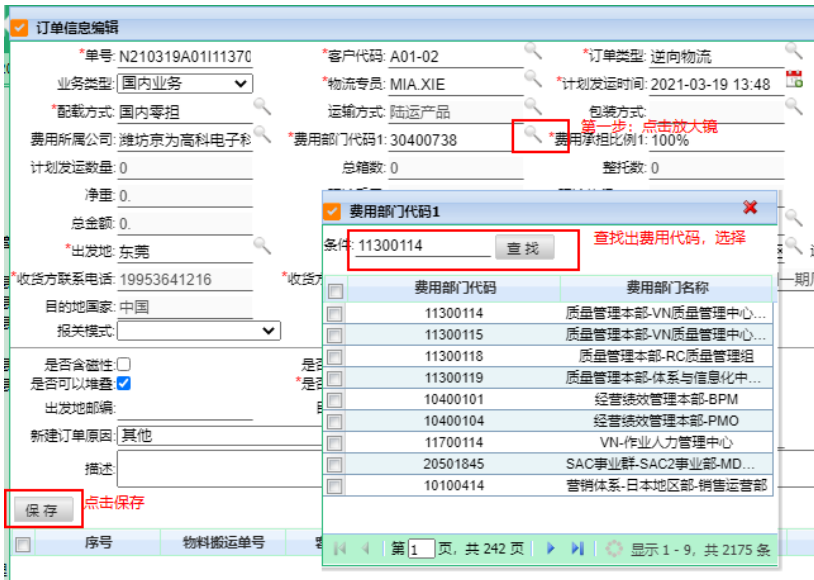 订单信息编辑
*单号: N210319A01I11370 *客户代码: A01-02 *订单类型: 逆向物流
业务类型: 国内业务 *物流专员: MIA.XIE *计划发运时间: 2021-03-19 13:48
*配载方式: 国内零担 运输方式: 陆运产品 包装方式:
第一步:点击放大镜
费用所属公司: 潍坊京为高科电子科 *费用部门代码1: 30400738 *费用承担比例1: 100%
计划发运数量: 0 总箱数: 0 整托数: 0
净重: 0.
总金额: 0.
*出发地: 东莞
*收货方联系电话: 19953641216 *收货方
一期厂
目的地国家: 中国
报关模式:
是否含磁性:
是否可以堆叠:
出发地邮编:
新建订单原因: 其他
描述:
保存 点击保存
序号 物料搬运单号
费用部门代码1
条件: 11300114 查找 查找出费用代码,选择
费用部门代码 费用部门名称
11300114 质量管理本部-VN质量管理中心...
11300115 质量管理本部-VN质量管理中心...
11300118 质量管理本部-RC质量管理组
11300119 质量管理本部-体系与信息化中...
10400101 经营绩效管理本部-BPM
10400104 经营绩效管理本部-PMO
11700114 VN-作业人力管理中心
20501845 SAC事业群-SAC2事业部-MD...
10100414 营销体系-日本地区部-销售运营部
第 1 页, 共 242 页 显示 1 - 9, 共 2175 条